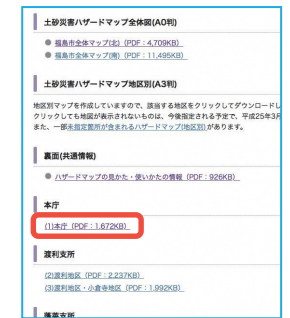 土砂災害ハザードマップ全体図(A0判)
福島市全体マップ(北)（PDF：4,709KB）
福島市全体マップ(南)（PDF：11,495KB）
土砂災害ハザードマップ地区別(A3判)
地区別マップを作成していますので、該当する地区をクリックしてダウンロードし
クリックしても地図が表示されないものは、今後指定される予定で、平成25年3月
また、一部未指定箇所が含まれるハザードマップ(地区別)があります。
裏面(共通情報)
ハザードマップの見かた・使いかたの情報（PDF：926KB）
本庁
(1)本庁（PDF：1,672KB）
渡利支所
(2)渡利地区（PDF：2,237KB）
(3)渡利地区・小倉寺地区（PDF：1,992KB）
蓬莱支所